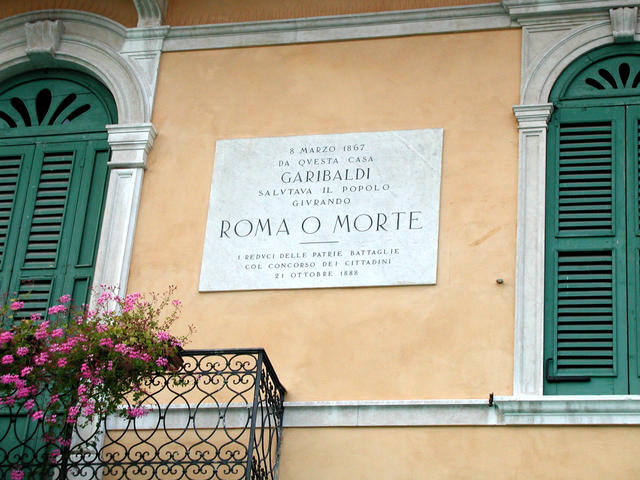 8 MARZO 1867
DA QVESTA CASA
GARIBALDI
SALVTAVA IL POPOLO
GIVRANDO
ROMA O MORTE
I REDVCI DELLE PATRIE BATTAGLIE
COL CONCORSO DEI CITTADINI
21 OTTOBRE 1888